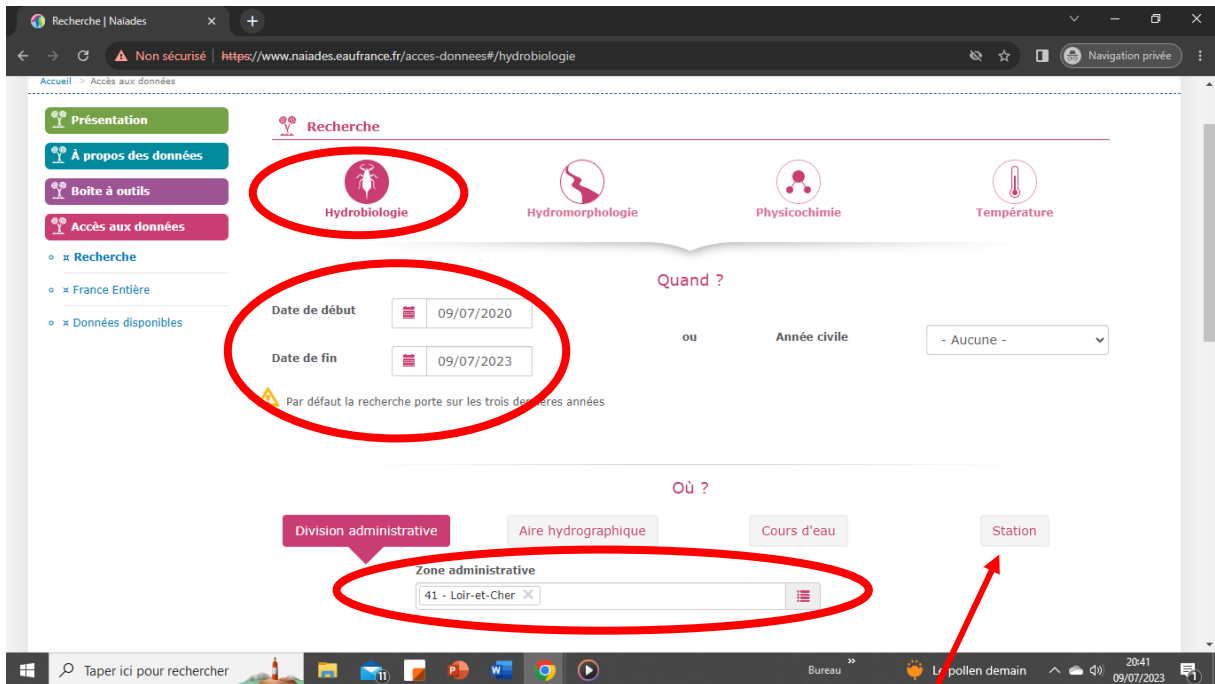 Recherche | Naïades
Non sécurisé | https://www.naiades.eaufrance.fr/acces-donnees#/hydrobiologie
Navigation privée
Accueil > Accès aux données
Présentation
À propos des données
Boîte à outils
Accès aux données
¤ Recherche
¤ France Entière
¤ Données disponibles
Recherche
Hydrobiologie
Hydromorphologie
Physicochimie
Température
Quand ?
Date de début
09/07/2020
ou
Année civile
- Aucune -
Date de fin
09/07/2023
Par défaut la recherche porte sur les trois dernières années
Où ?
Division administrative
Aire hydrographique
Cours d'eau
Station
Zone administrative
41 - Loir-et-Cher
Taper ici pour rechercher
11
Bureau
Le pollen demain
20:41
09/07/2023
1